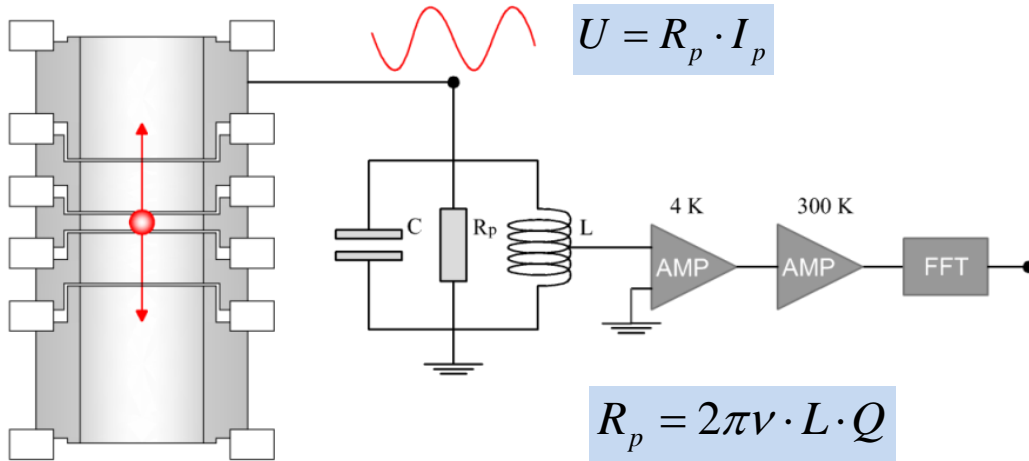 U = R_p · I_p
4 K
300 K
C
R_p
L
AMP
AMP
FFT
R_p = 2πν · L · Q